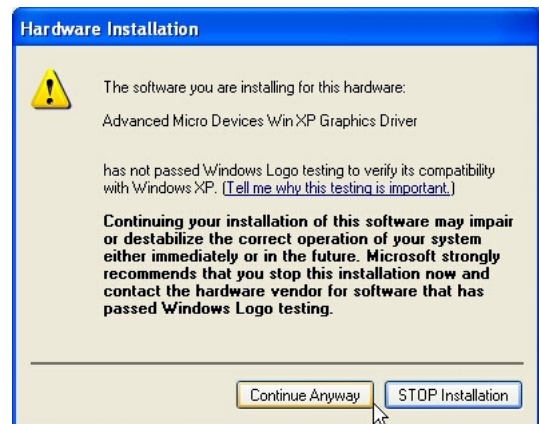 Hardware Installation
The software you are installing for this hardware:
Advanced Micro Devices Win XP Graphics Driver
has not passed Windows Logo testing to verify its compatibility
with Windows XP. (Tell me why this testing is important.)
Continuing your installation of this software may impair
or destabilize the correct operation of your system
either immediately or in the future. Microsoft strongly
recommends that you stop this installation now and
contact the hardware vendor for software that has
passed Windows Logo testing.
Continue Anyway STOP Installation